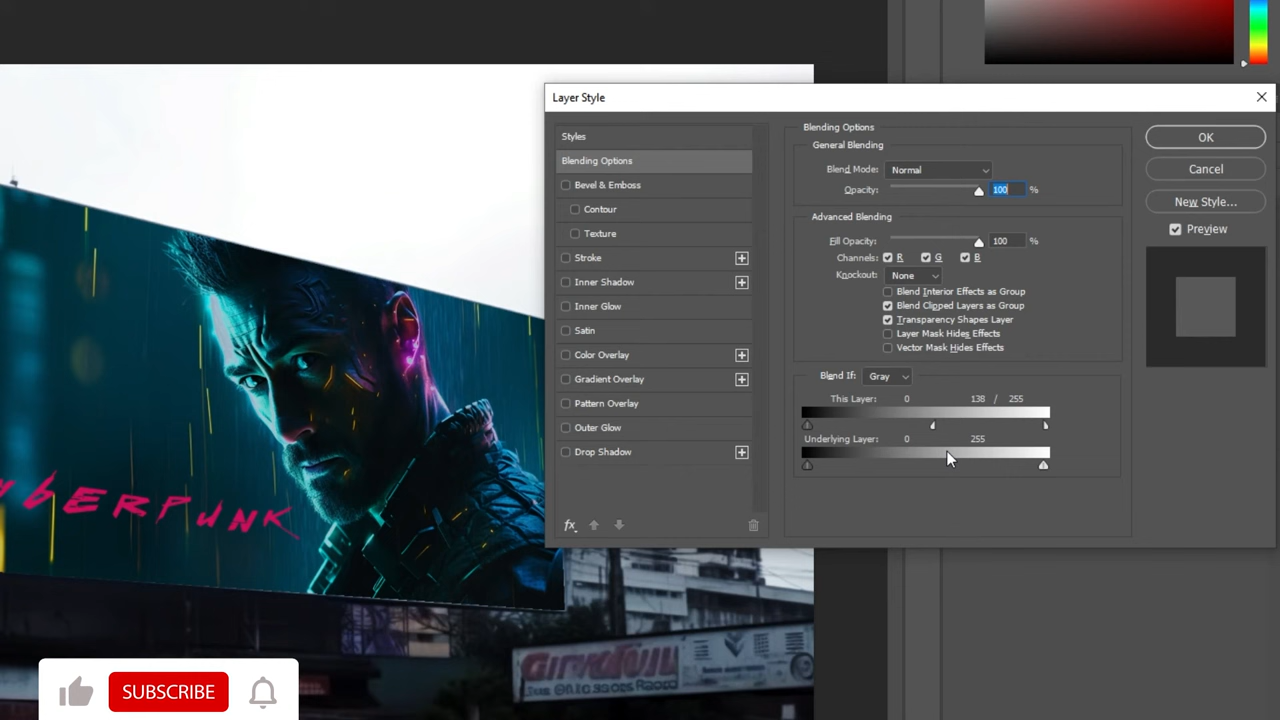 Layer Style
Styles
Blending Options
Bevel & Emboss
Contour
Texture
Stroke
Inner Shadow
Inner Glow
Satin
Color Overlay
Gradient Overlay
Pattern Overlay
Outer Glow
Drop Shadow
fx
Blending Options
General Blending
Blend Mode: Normal
Opacity: 100 %
Advanced Blending
Fill Opacity: 100 %
Channels: R G B
Knockout: None
Blend Interior Effects as Group
Blend Clipped Layers as Group
Transparency Shapes Layer
Layer Mask Hides Effects
Vector Mask Hides Effects
Blend If: Gray
This Layer: 0 138 / 255
Underlying Layer: 0 255
OK
Cancel
New Style...
Preview
YBERPUNK
SUBSCRIBE